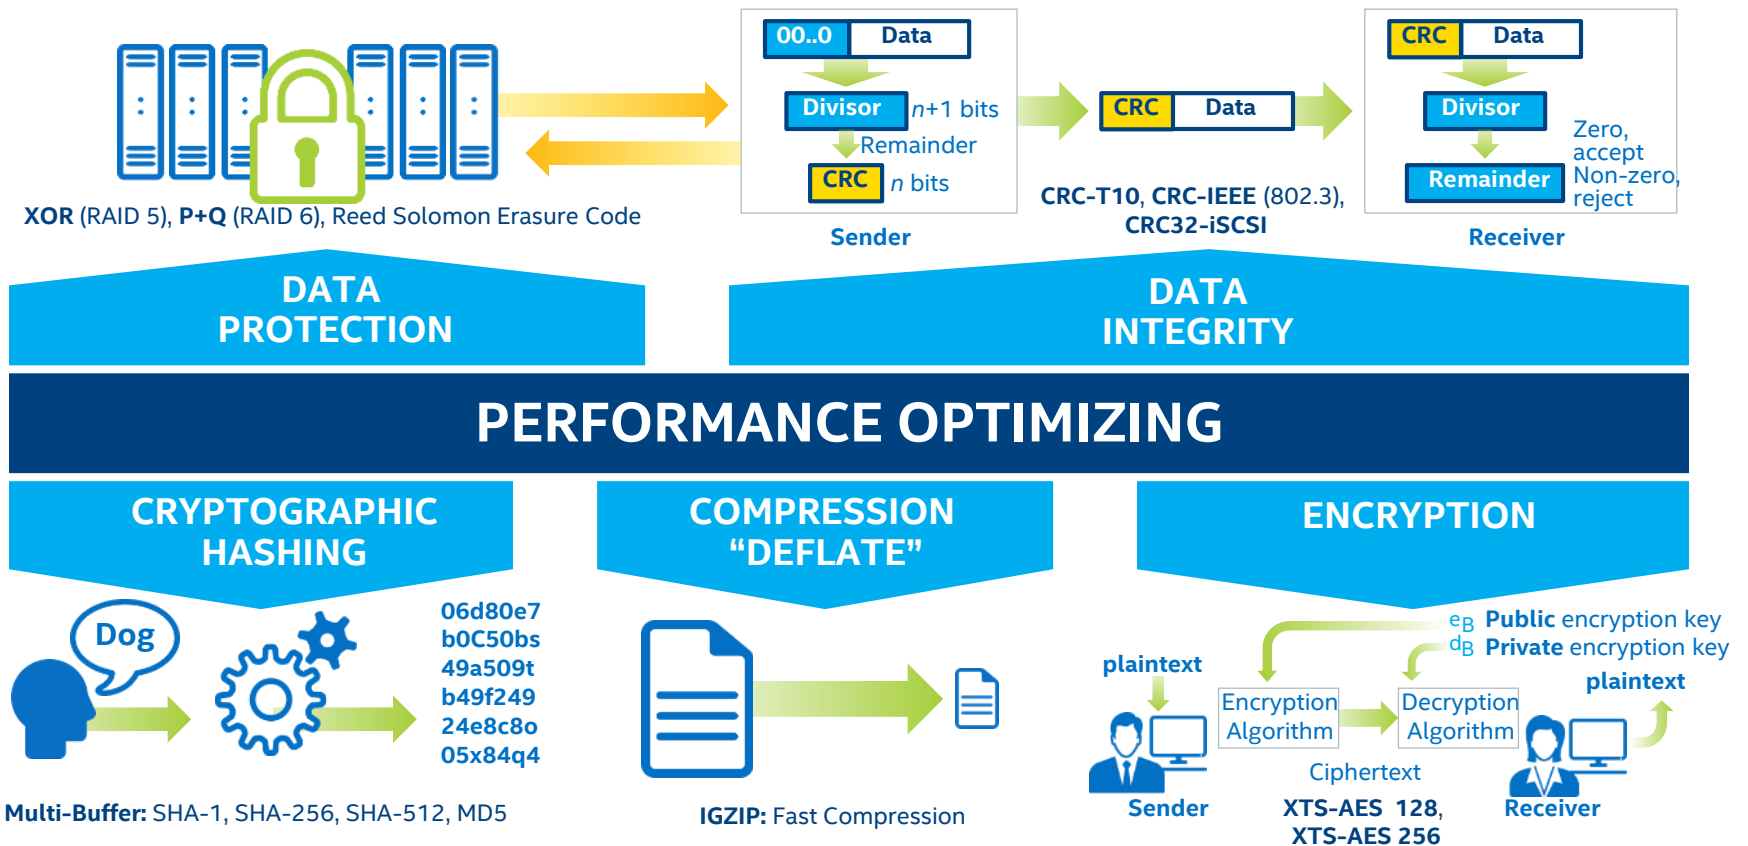 00..0 Data
Divisor n+1 bits
Remainder
CRC n bits
Sender
CRC Data
CRC-T10, CRC-IEEE (802.3),
CRC32-iSCSI
CRC Data
Divisor
Remainder
Zero,
accept
Non-zero,
reject
Receiver
XOR (RAID 5), P+Q (RAID 6), Reed Solomon Erasure Code
DATA
PROTECTION
DATA
INTEGRITY
PERFORMANCE OPTIMIZING
CRYPTOGRAPHIC
HASHING
COMPRESSION
“DEFLATE”
ENCRYPTION
Dog
06d80e7
b0C50bs
49a509t
b49f249
24e8c8o
05x84q4
Multi-Buffer: SHA-1, SHA-256, SHA-512, MD5
IGZIP: Fast Compression
eB Public encryption key
dB Private encryption key
plaintext
plaintext
Encryption
Algorithm
Decryption
Algorithm
Ciphertext
Sender
XTS-AES 128,
XTS-AES 256
Receiver